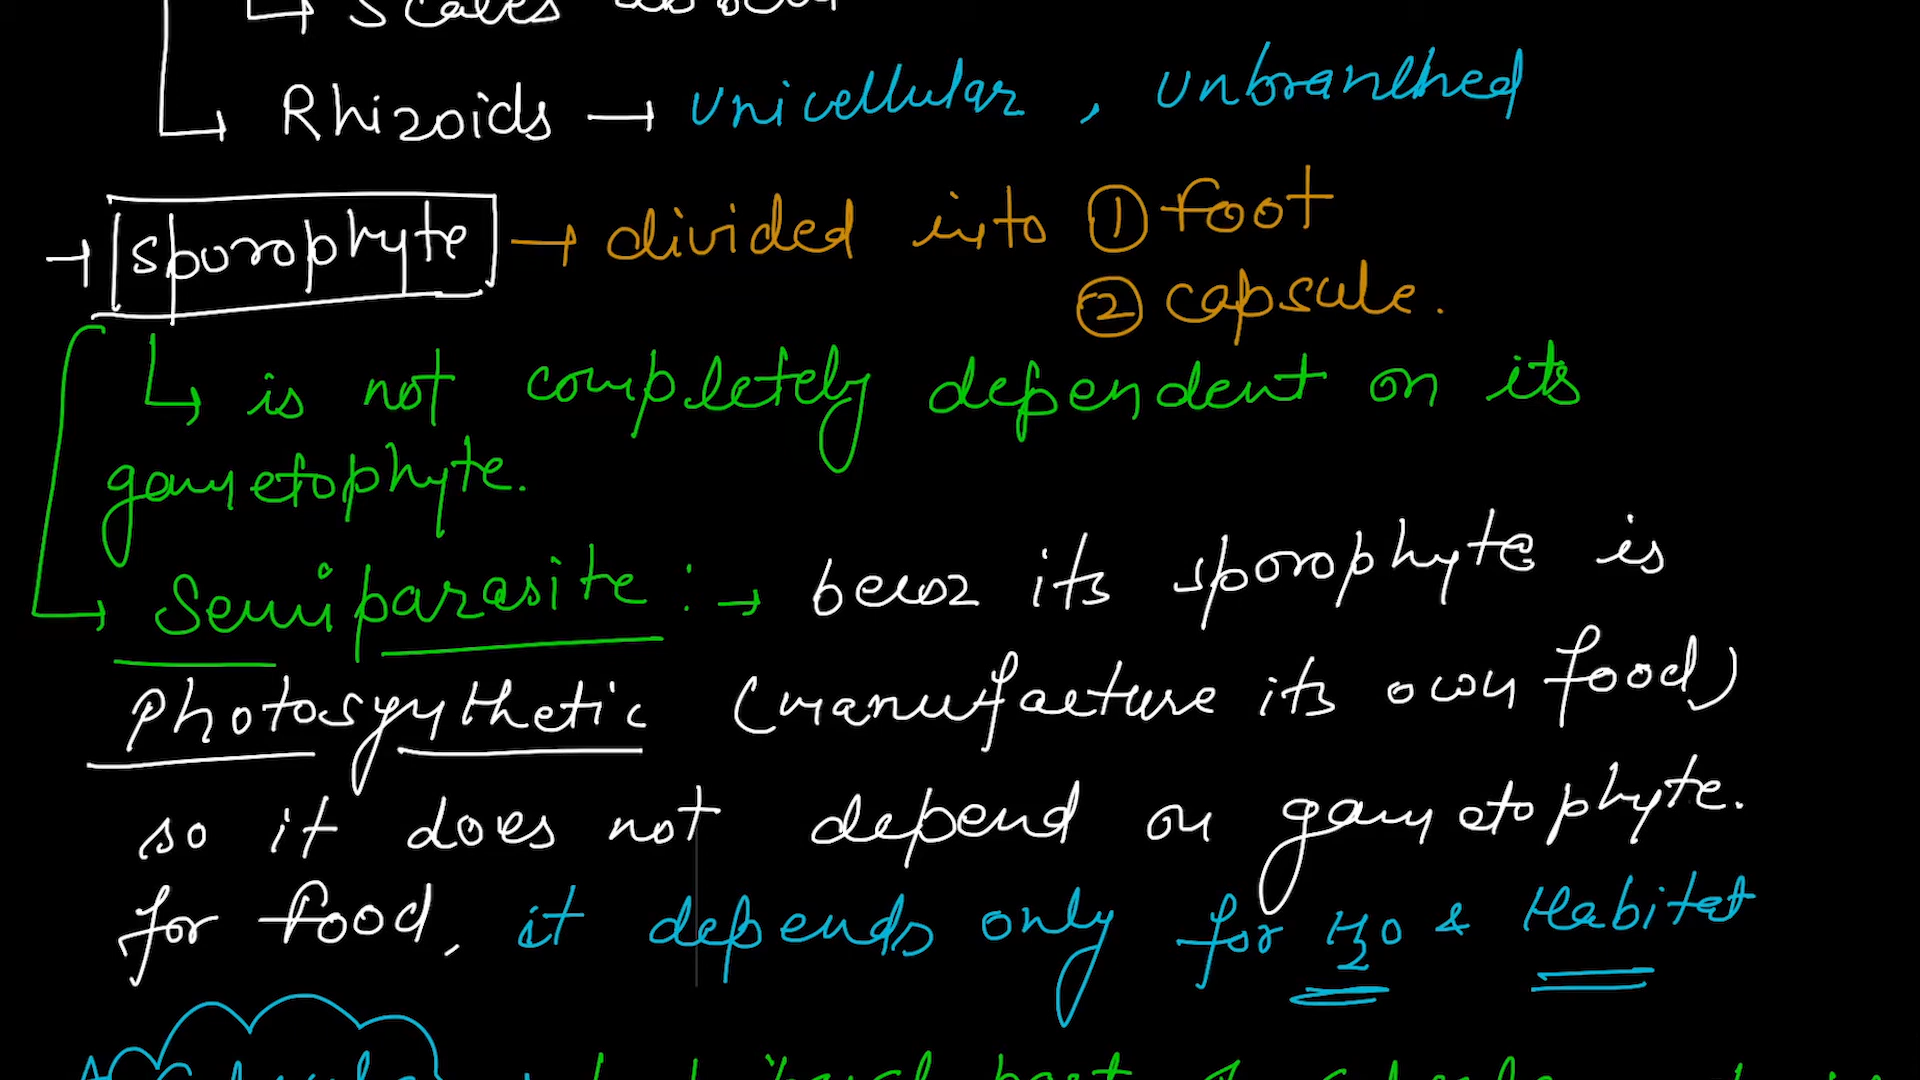 ↳ Scales absent
↳ Rhizoids → unicellular, unbranched
→ Sporophyte → divided into ① foot
② capsule.
↳ is not completely dependent on its
gametophyte.
↳ Semiparasite :→ becoz its sporophyte is
Photosynthetic (manufacture its own food)
so it does not depend on gametophyte.
for food, it depends only for H2O & Habitat